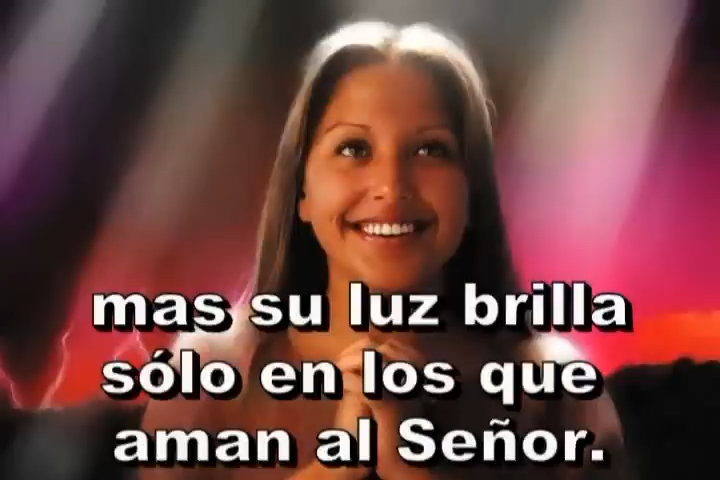 mas su luz brilla
sólo en los que
aman al Señor.